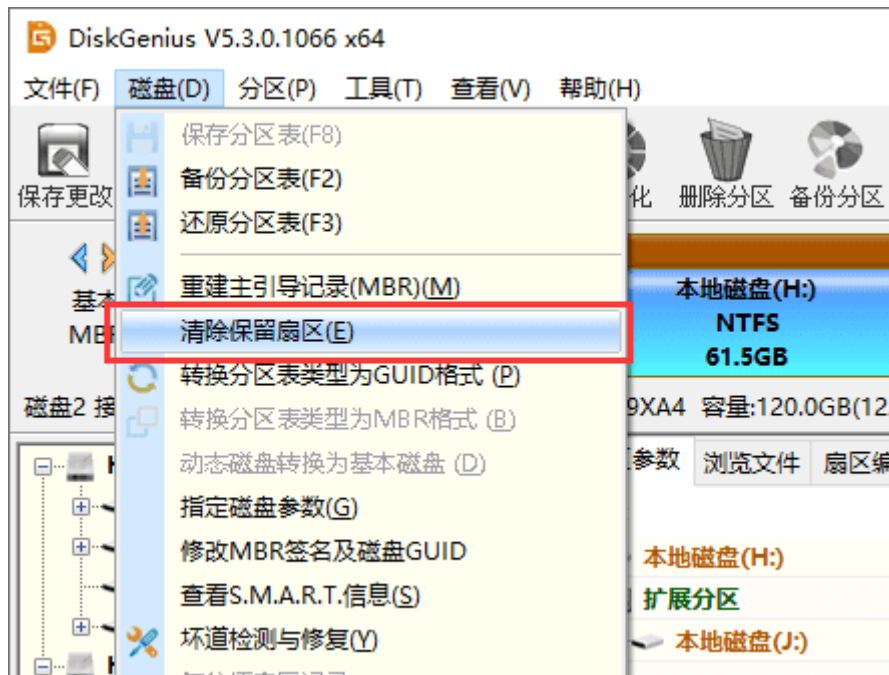 DiskGenius V5.3.0.1066 x64
文件(F) 磁盘(D) 分区(P) 工具(T) 查看(V) 帮助(H)
保存分区表(F8)
备份分区表(F2)
还原分区表(F3)
重建主引导记录(MBR)(M)
清除保留扇区(E)
转换分区表类型为GUID格式 (P)
转换分区表类型为MBR格式 (B)
动态磁盘转换为基本磁盘 (D)
指定磁盘参数(G)
修改MBR签名及磁盘GUID
查看S.M.A.R.T.信息(S)
坏道检测与修复(Y)
保存更改
化 删除分区 备份分区
基本
MBR
本地磁盘(H:)
NTFS
61.5GB
磁盘2 接
9XA4 容量:120.0GB(12
参数 浏览文件 扇区编
本地磁盘(H:)
扩展分区
本地磁盘(J:)